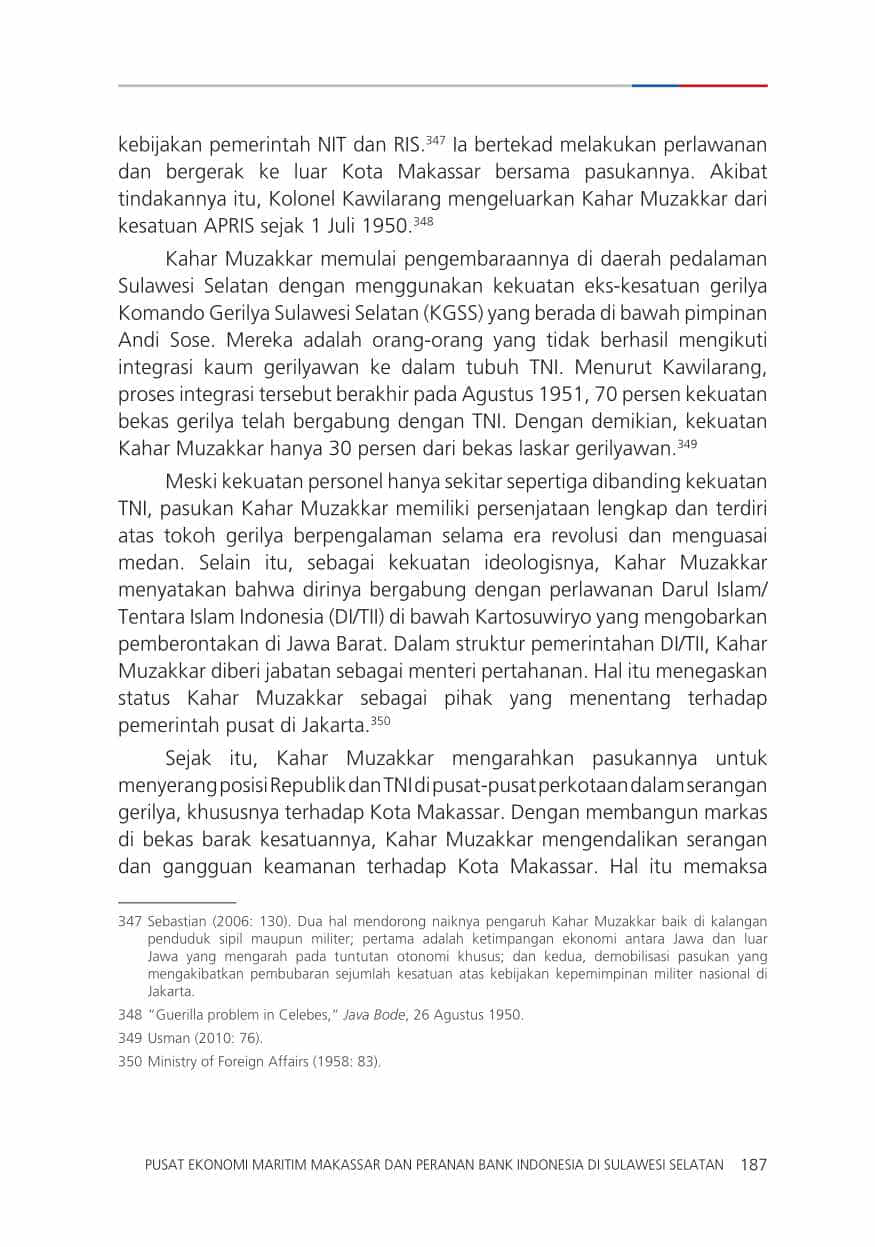 kebijakan pemerintah NIT dan RIS.347 Ia bertekad melakukan perlawanan
dan bergerak ke luar Kota Makassar bersama pasukannya. Akibat
tindakannya itu, Kolonel Kawilarang mengeluarkan Kahar Muzakkar dari
kesatuan APRIS sejak 1 Juli 1950.348
Kahar Muzakkar memulai pengembaraannya di daerah pedalaman
Sulawesi Selatan dengan menggunakan kekuatan eks-kesatuan gerilya
Komando Gerilya Sulawesi Selatan (KGSS) yang berada di bawah pimpinan
Andi Sose. Mereka adalah orang-orang yang tidak berhasil mengikuti
integrasi kaum gerilyawan ke dalam tubuh TNI. Menurut Kawilarang,
proses integrasi tersebut berakhir pada Agustus 1951, 70 persen kekuatan
bekas gerilya telah bergabung dengan TNI. Dengan demikian, kekuatan
Kahar Muzakkar hanya 30 persen dari bekas laskar gerilyawan.349
Meski kekuatan personel hanya sekitar sepertiga dibanding kekuatan
TNI, pasukan Kahar Muzakkar memiliki persenjataan lengkap dan terdiri
atas tokoh gerilya berpengalaman selama era revolusi dan menguasai
medan. Selain itu, sebagai kekuatan ideologisnya, Kahar Muzakkar
menyatakan bahwa dirinya bergabung dengan perlawanan Darul Islam/
Tentara Islam Indonesia (DI/TII) di bawah Kartosuwiryo yang mengobarkan
pemberontakan di Jawa Barat. Dalam struktur pemerintahan DI/TII, Kahar
Muzakkar diberi jabatan sebagai menteri pertahanan. Hal itu menegaskan
status Kahar Muzakkar sebagai pihak yang menentang terhadap
pemerintah pusat di Jakarta.350
Sejak itu, Kahar Muzakkar mengarahkan pasukannya untuk
menyerang posisi Republik dan TNI di pusat-pusat perkotaan dalam serangan
gerilya, khususnya terhadap Kota Makassar. Dengan membangun markas
di bekas barak kesatuannya, Kahar Muzakkar mengendalikan serangan
dan gangguan keamanan terhadap Kota Makassar. Hal itu memaksa
347 Sebastian (2006: 130). Dua hal mendorong naiknya pengaruh Kahar Muzakkar baik di kalangan
penduduk sipil maupun militer; pertama adalah ketimpangan ekonomi antara Jawa dan luar
Jawa yang mengarah pada tuntutan otonomi khusus; dan kedua, demobilisasi pasukan yang
mengakibatkan pembubaran sejumlah kesatuan atas kebijakan kepemimpinan militer nasional di
Jakarta.
348 “Guerilla problem in Celebes,” Java Bode, 26 Agustus 1950.
349 Usman (2010: 76).
350 Ministry of Foreign Affairs (1958: 83).
PUSAT EKONOMI MARITIM MAKASSAR DAN PERANAN BANK INDONESIA DI SULAWESI SELATAN 187